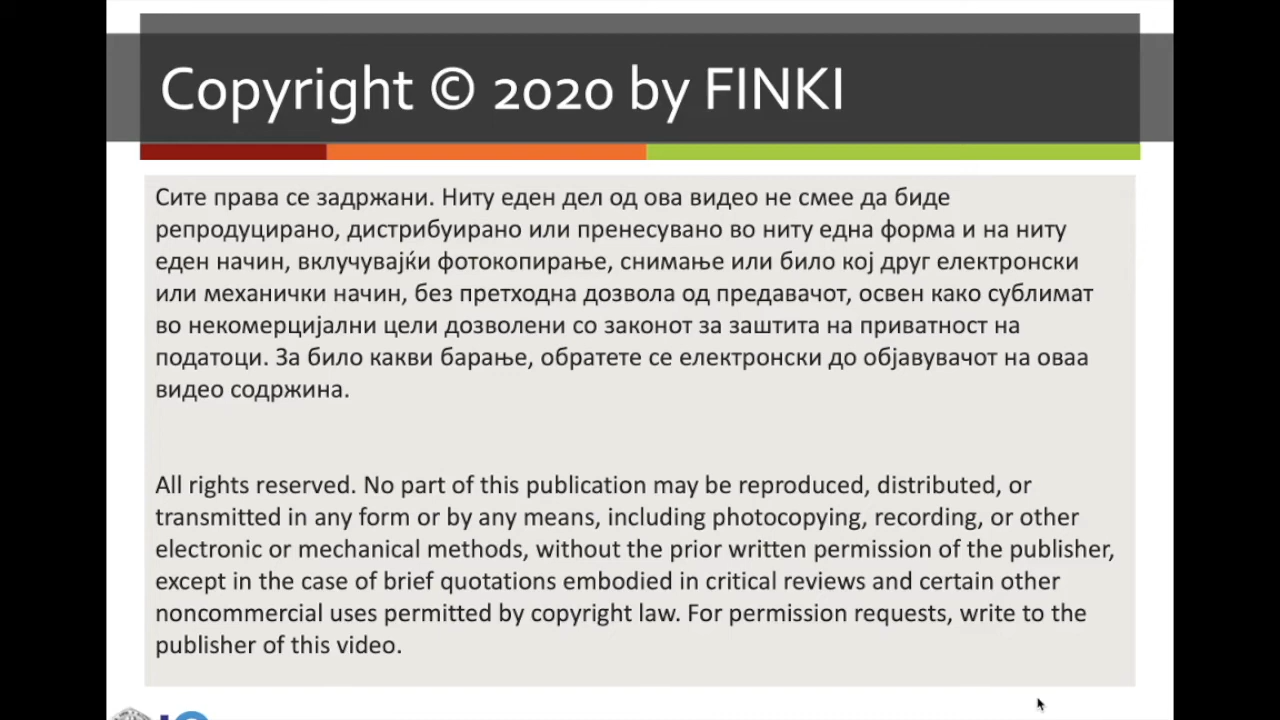 Copyright © 2020 by FINKI
Сите права се задржани. Ниту еден дел од ова видео не смее да биде
репродуцирано, дистрибуирано или пренесувано во ниту една форма и на ниту
еден начин, вклучувајќи фотокопирање, снимање или било кој друг електронски
или механички начин, без претходна дозвола од предавачот, освен како сублимат
во некомерцијални цели дозволени со законот за заштита на приватност на
податоци. За било какви барање, обратете се електронски до објавувачот на оваа
видео содржина.
All rights reserved. No part of this publication may be reproduced, distributed, or
transmitted in any form or by any means, including photocopying, recording, or other
electronic or mechanical methods, without the prior written permission of the publisher,
except in the case of brief quotations embodied in critical reviews and certain other
noncommercial uses permitted by copyright law. For permission requests, write to the
publisher of this video.